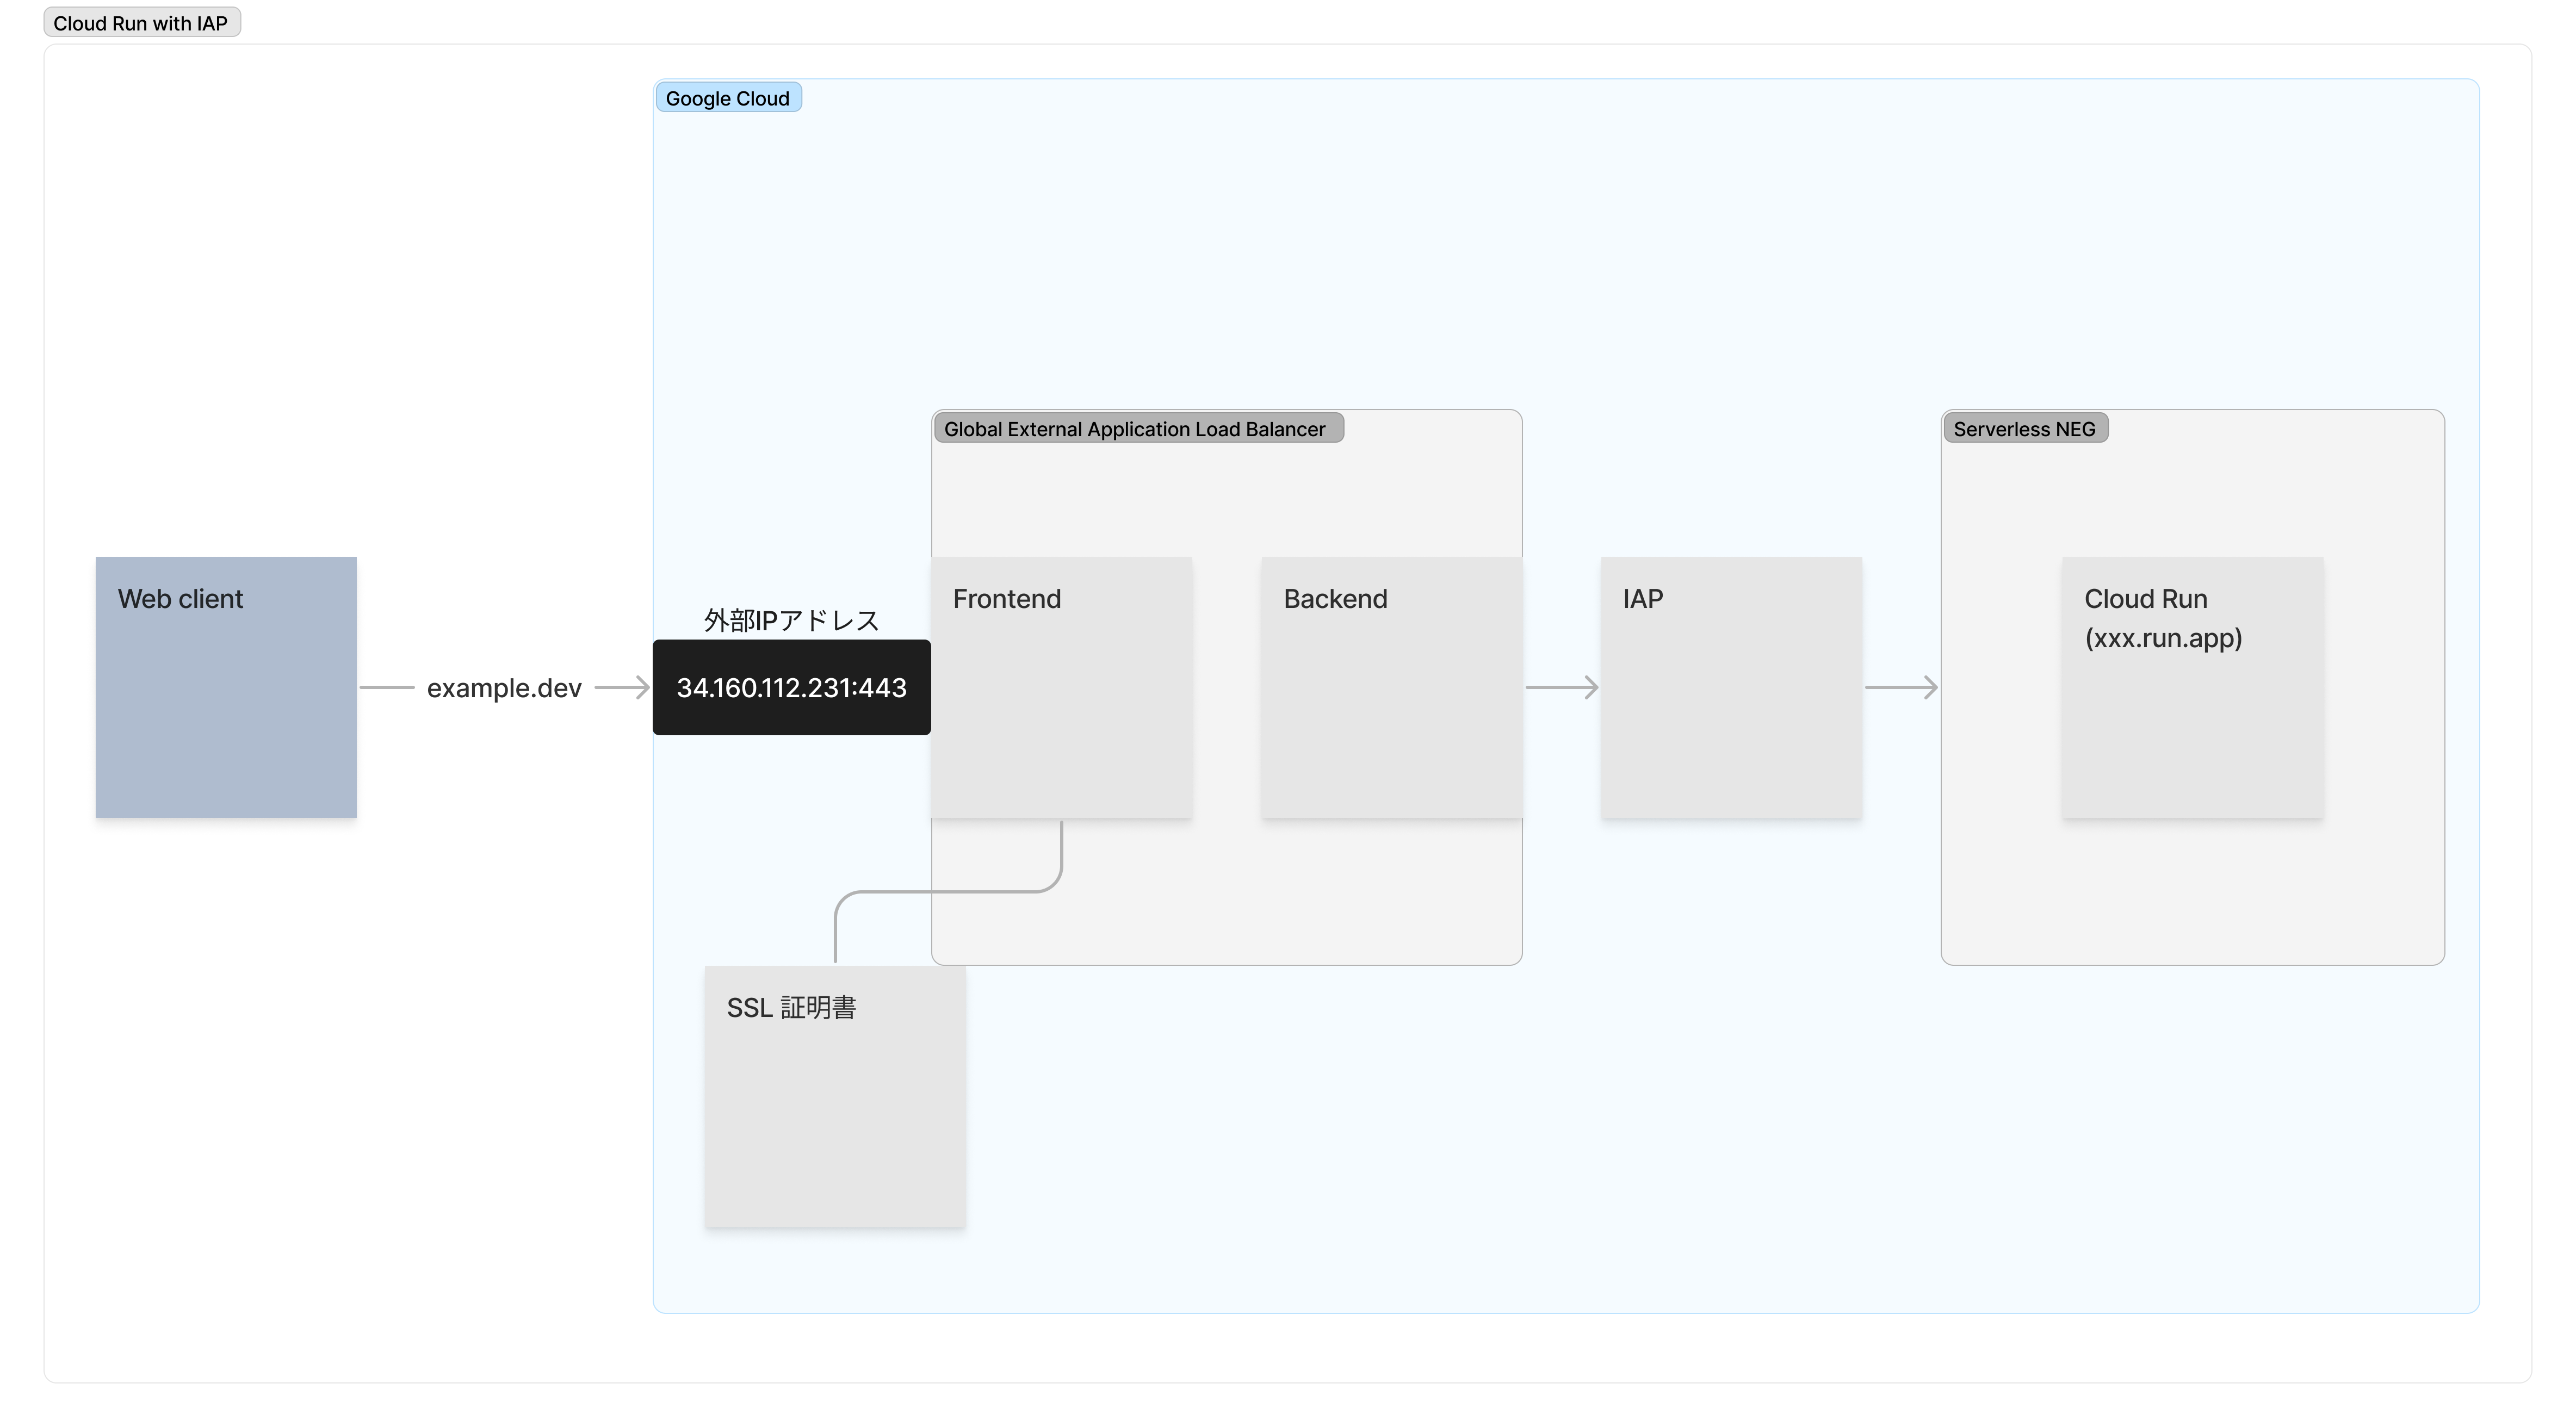 Cloud Run with IAP
Google Cloud
Global External Application Load Balancer
Serverless NEG
Web client
example.dev
外部IPアドレス
34.160.112.231:443
Frontend
Backend
IAP
Cloud Run
(xxx.run.app)
SSL 証明書